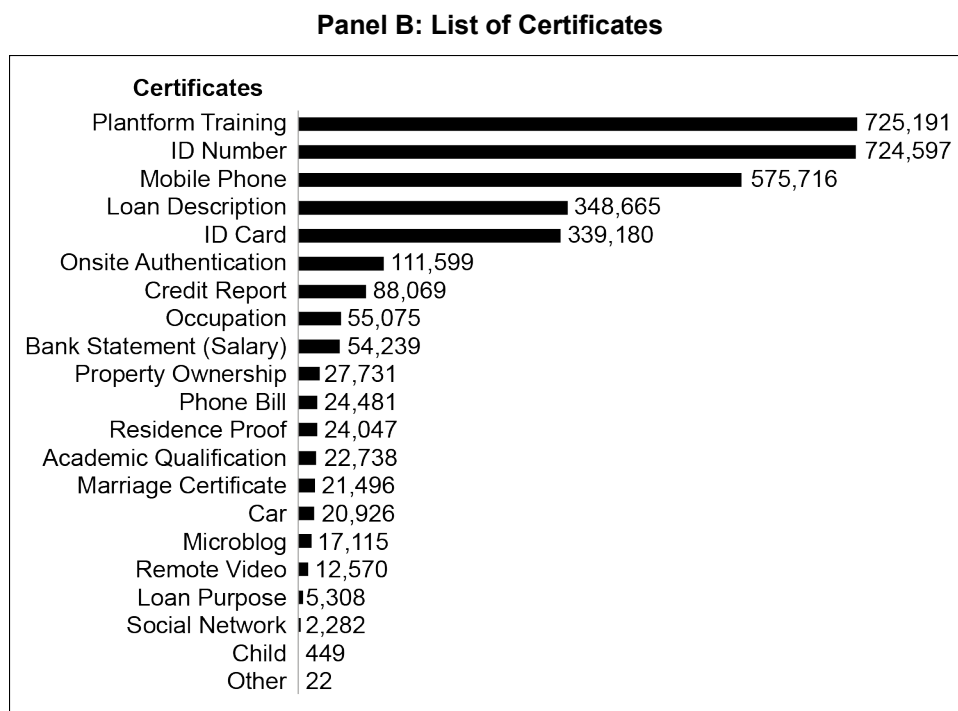 Panel B: List of Certificates
Certificates
Plantform Training 725,191
ID Number 724,597
Mobile Phone 575,716
Loan Description 348,665
ID Card 339,180
Onsite Authentication 111,599
Credit Report 88,069
Occupation 55,075
Bank Statement (Salary) 54,239
Property Ownership 27,731
Phone Bill 24,481
Residence Proof 24,047
Academic Qualification 22,738
Marriage Certificate 21,496
Car 20,926
Microblog 17,115
Remote Video 12,570
Loan Purpose 5,308
Social Network 2,282
Child 449
Other 22